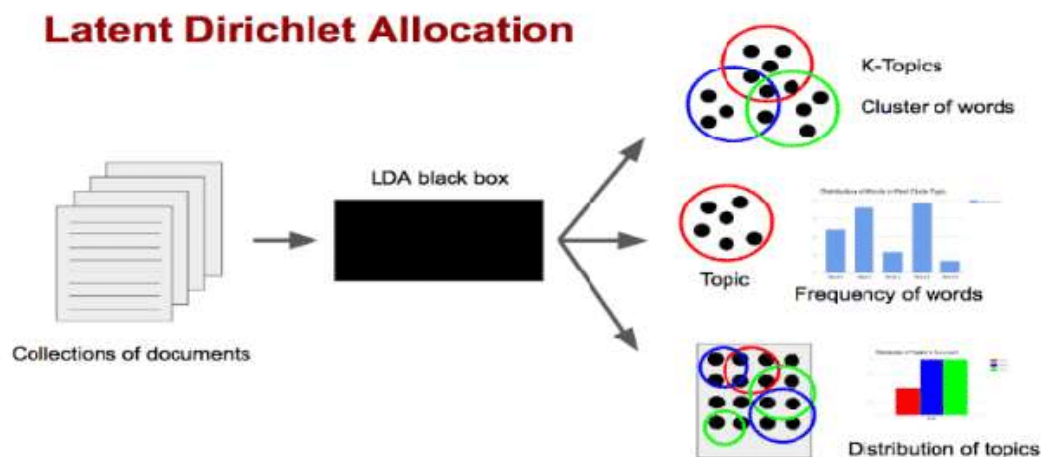 Latent Dirichlet Allocation
K-Topics
Cluster of words
LDA black box
Topic
Frequency of words
Collections of documents
Distribution of topics